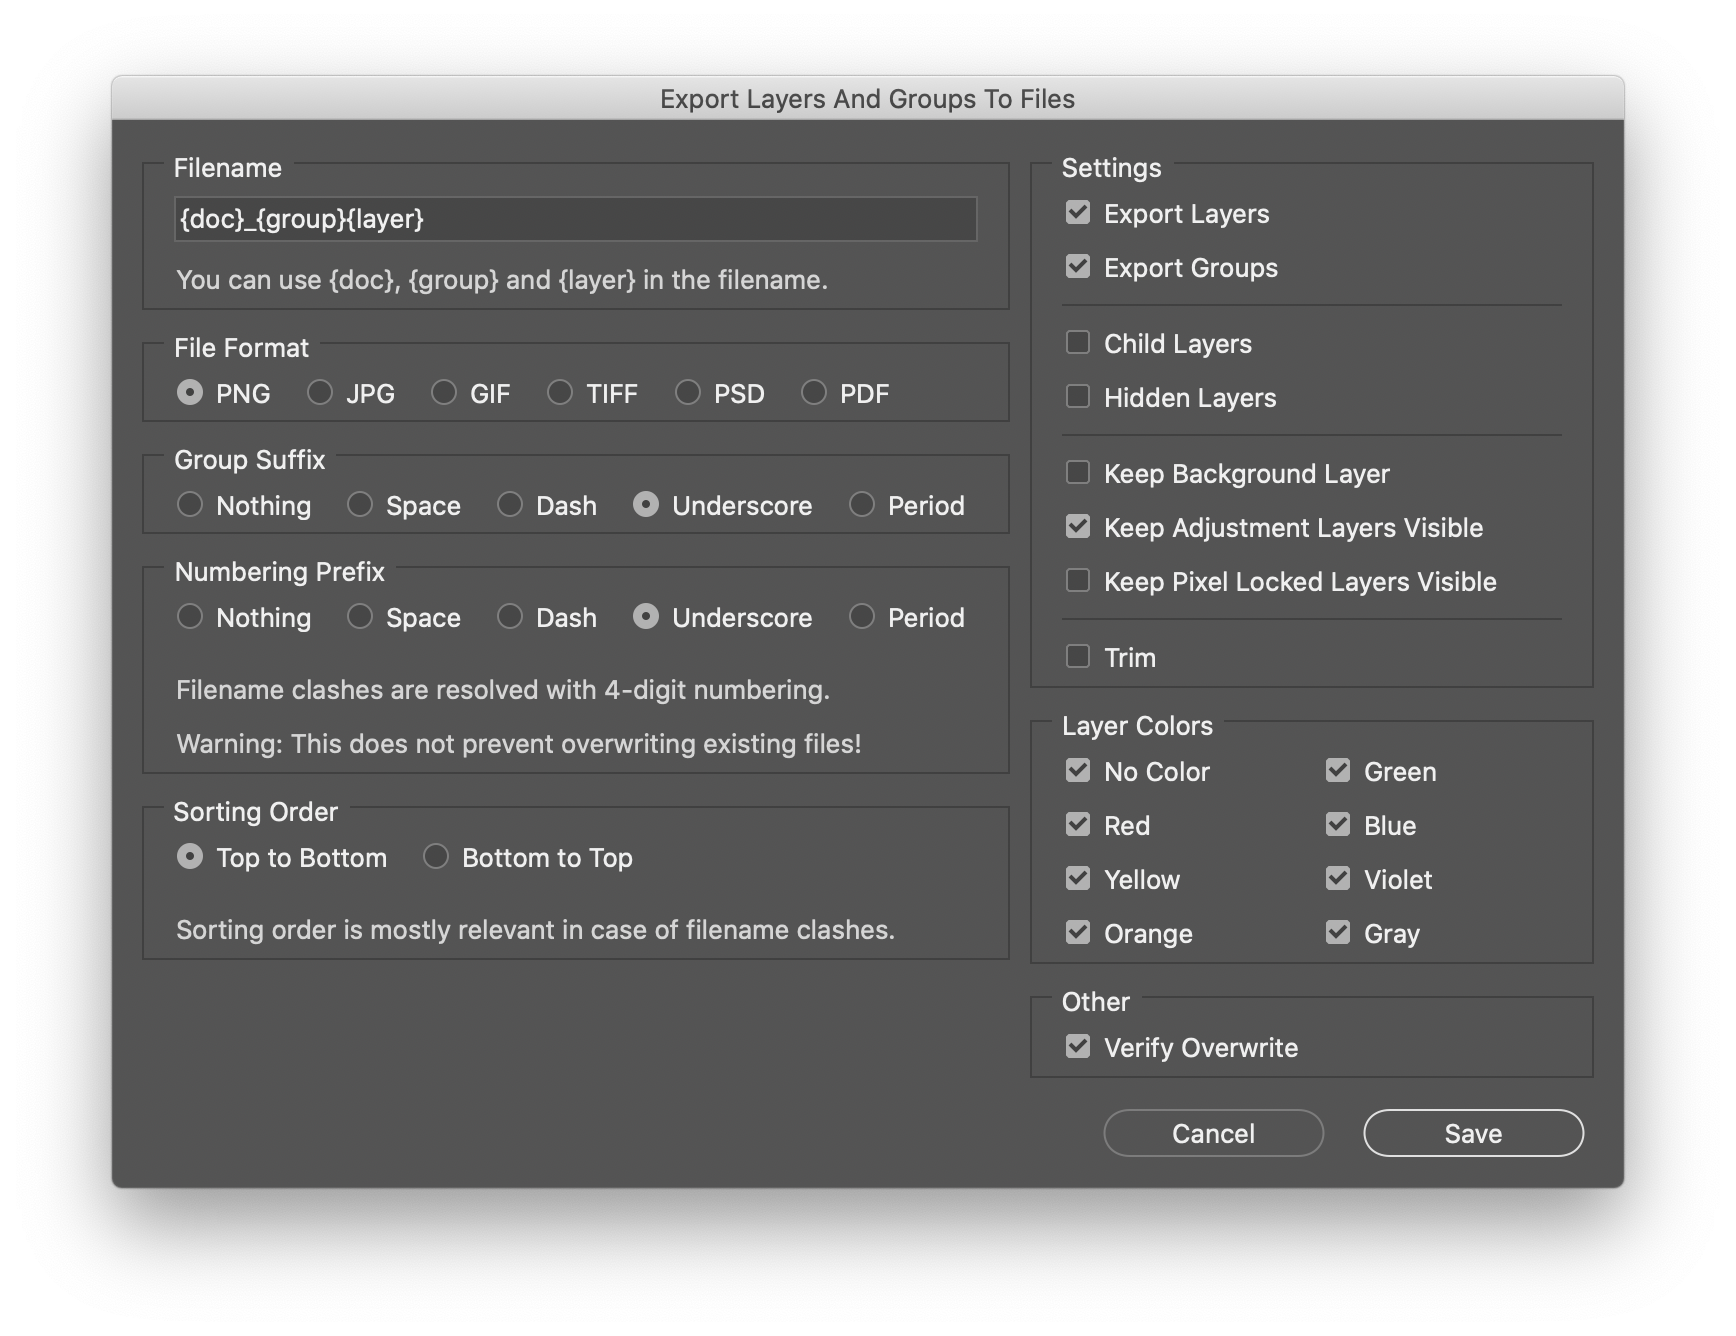 Export Layers And Groups To Files
Filename
{doc}_{group}{layer}
You can use {doc}, {group} and {layer} in the filename.
File Format
PNG JPG GIF TIFF PSD PDF
Group Suffix
Nothing Space Dash Underscore Period
Numbering Prefix
Nothing Space Dash Underscore Period
Filename clashes are resolved with 4-digit numbering.
Warning: This does not prevent overwriting existing files!
Sorting Order
Top to Bottom Bottom to Top
Sorting order is mostly relevant in case of filename clashes.
Settings
Export Layers
Export Groups
Child Layers
Hidden Layers
Keep Background Layer
Keep Adjustment Layers Visible
Keep Pixel Locked Layers Visible
Trim
Layer Colors
No Color Green
Red Blue
Yellow Violet
Orange Gray
Other
Verify Overwrite
Cancel Save